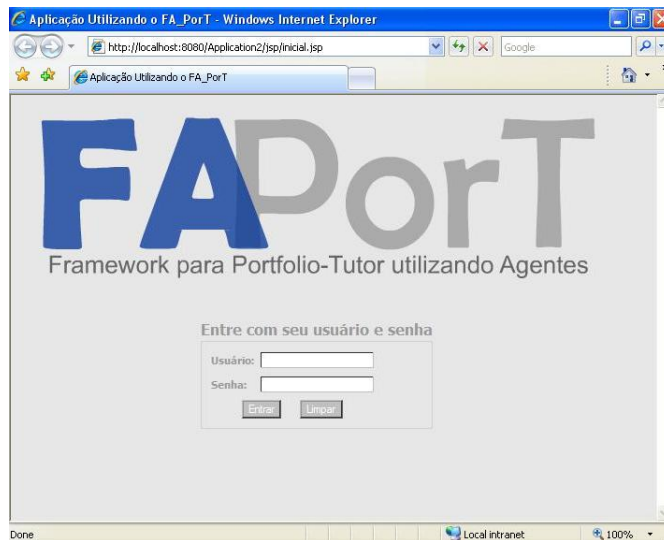 Aplicação Utilizando o FA_PorT - Windows Internet Explorer
http://localhost:8080/Application2/jsp/inicial.jsp
Google
Aplicação Utilizando o FA_PorT
FAPorT
Framework para Portfolio-Tutor utilizando Agentes
Entre com seu usuário e senha
Usuário:
Senha:
Entrar Limpar
Done Local intranet 100%